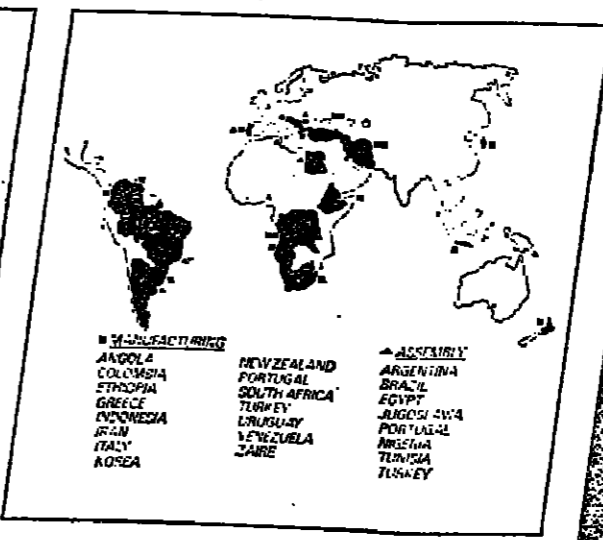 ■ MANUFACTURING
ANGOLA
COLOMBIA
ETHIOPIA
GREECE
INDONESIA
IRAN
ITALY
KOREA
NEW ZEALAND
PORTUGAL
SOUTH AFRICA
TURKEY
URUGUAY
VENEZUELA
ZAIRE
▲ ASSEMBLY
ARGENTINA
BRAZIL
EGYPT
JUGOSLAWA
PORTUGAL
NIGERIA
TUNISIA
TURKEY